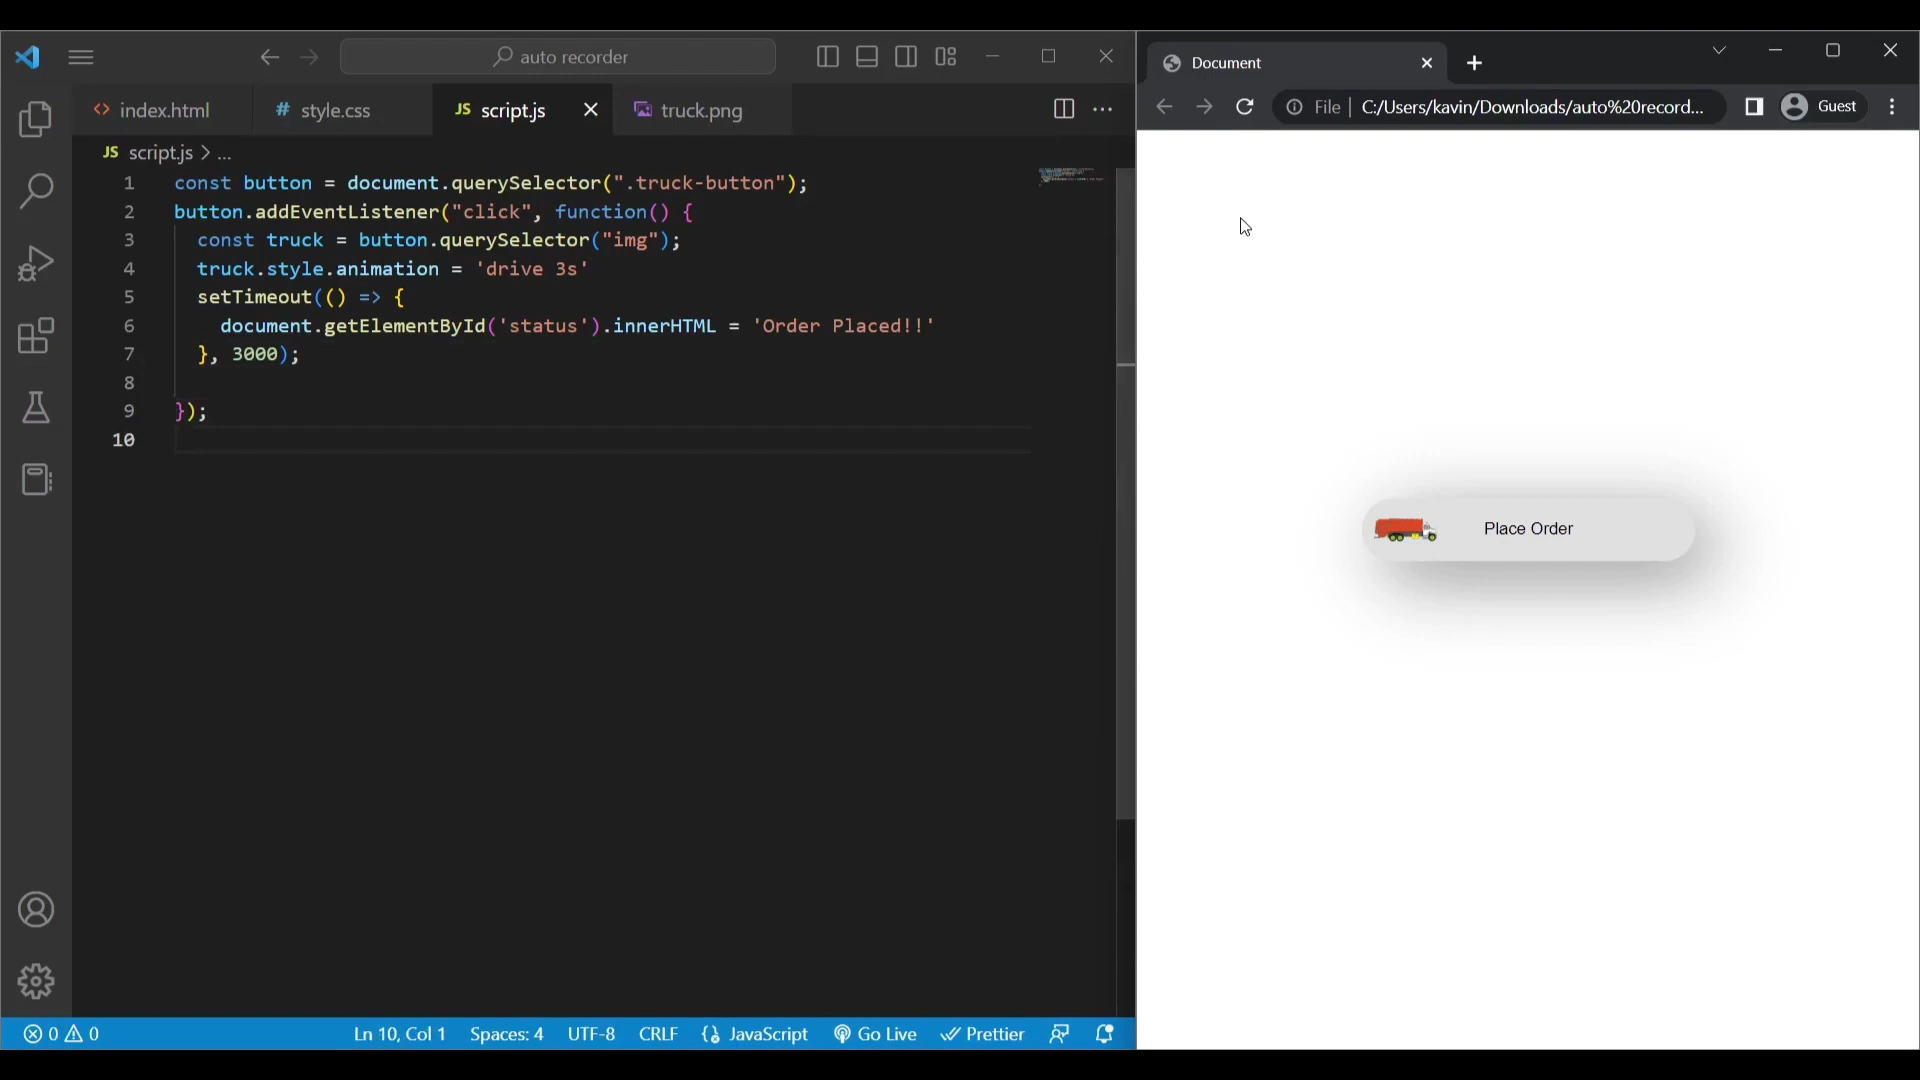 auto recorder
index.html
style.css
JS script.js
truck.png
JS script.js > ...
1 const button = document.querySelector(".truck-button");
2 button.addEventListener("click", function() {
3 const truck = button.querySelector("img");
4 truck.style.animation = 'drive 3s'
5 setTimeout(() => {
6 document.getElementById('status').innerHTML = 'Order Placed!!'
7 }, 3000);
8
9 });
10
0 0
Ln 10, Col 1
Spaces: 4
UTF-8
CRLF
JavaScript
Go Live
Prettier
Document
File | C:/Users/kavin/Downloads/auto%20record...
Guest
Place Order